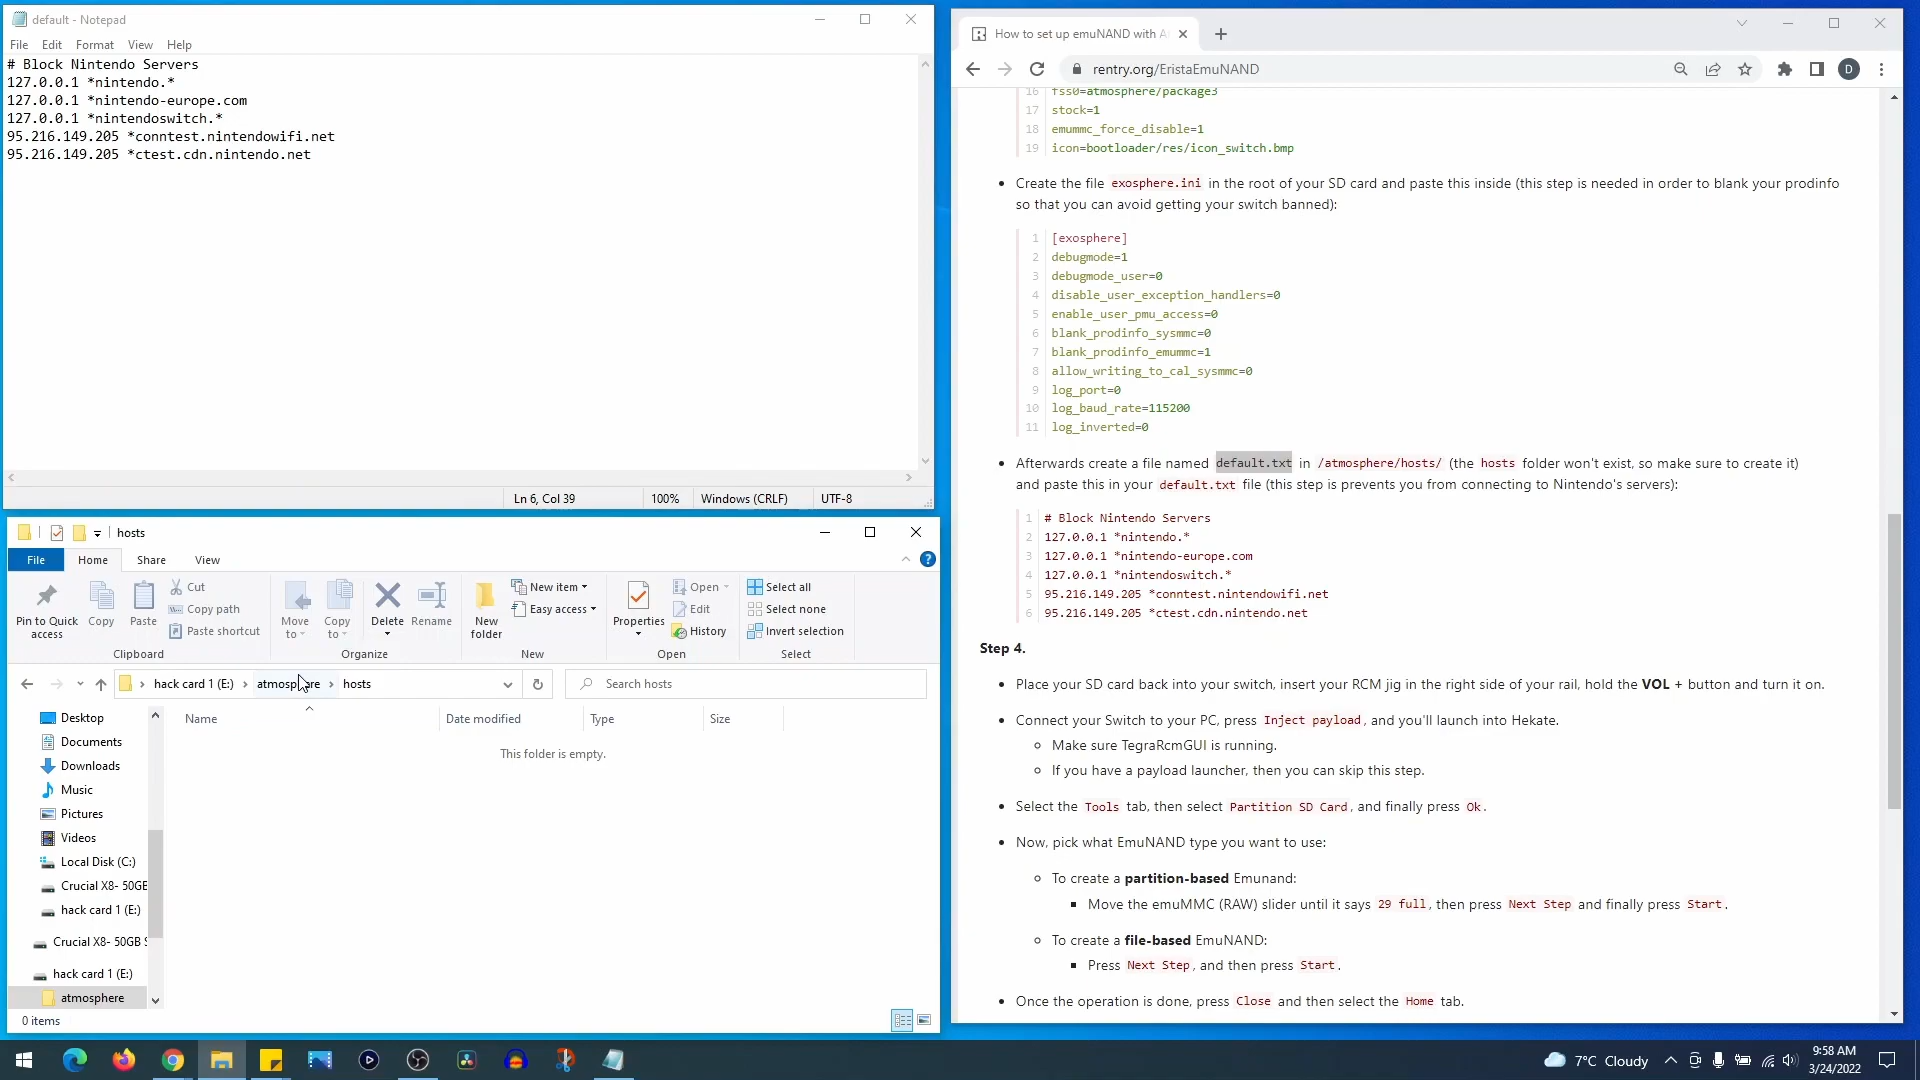 default - Notepad
File Edit Format View Help
# Block Nintendo Servers
127.0.0.1 *nintendo.*
127.0.0.1 *nintendo-europe.com
127.0.0.1 *nintendoswitch.*
95.216.149.205 *conntest.nintendowifi.net
95.216.149.205 *ctest.cdn.nintendo.net
Ln 6, Col 39 100% Windows (CRLF) UTF-8
hosts
File Home Share View
Pin to Quick access
Copy
Paste
Cut
Copy path
Paste shortcut
Clipboard
Move to
Copy to
Delete
Rename
Organize
New folder
New item
Easy access
New
Properties
Open
Edit
History
Open
Select all
Select none
Invert selection
Select
hack card 1 (E:) › atmosphere › hosts
Search hosts
Name Date modified Type Size
This folder is empty.
Desktop
Documents
Downloads
Music
Pictures
Videos
Local Disk (C:)
Crucial X8- 50GB
hack card 1 (E:)
Crucial X8- 50GB S
hack card 1 (E:)
atmosphere
0 items
How to set up emuNAND with A
rentry.org/EristaEmuNAND
D
16 fss0=atmosphere/package3
17 stock=1
18 emummc_force_disable=1
19 icon=bootloader/res/icon_switch.bmp
• Create the file exosphere.ini in the root of your SD card and paste this inside (this step is needed in order to blank your prodinfo
so that you can avoid getting your switch banned):
1 [exosphere]
2 debugmode=1
3 debugmode_user=0
4 disable_user_exception_handlers=0
5 enable_user_pmu_access=0
6 blank_prodinfo_sysmmc=0
7 blank_prodinfo_emummc=1
8 allow_writing_to_cal_sysmmc=0
9 log_port=0
10 log_baud_rate=115200
11 log_inverted=0
• Afterwards create a file named default.txt in /atmosphere/hosts/ (the hosts folder won't exist, so make sure to create it)
and paste this in your default.txt file (this step is prevents you from connecting to Nintendo's servers):
1 # Block Nintendo Servers
2 127.0.0.1 *nintendo.*
3 127.0.0.1 *nintendo-europe.com
4 127.0.0.1 *nintendoswitch.*
5 95.216.149.205 *conntest.nintendowifi.net
6 95.216.149.205 *ctest.cdn.nintendo.net
Step 4.
• Place your SD card back into your switch, insert your RCM jig in the right side of your rail, hold the VOL + button and turn it on.
• Connect your Switch to your PC, press Inject payload, and you'll launch into Hekate.
Make sure TegraRcmGUI is running.
If you have a payload launcher, then you can skip this step.
• Select the Tools tab, then select Partition SD Card, and finally press Ok.
• Now, pick what EmuNAND type you want to use:
To create a partition-based Emunand:
Move the emuMMC (RAW) slider until it says 29 full, then press Next Step and finally press Start.
To create a file-based EmuNAND:
Press Next Step, and then press Start.
• Once the operation is done, press Close and then select the Home tab.
7°C Cloudy
9:58 AM
3/24/2022